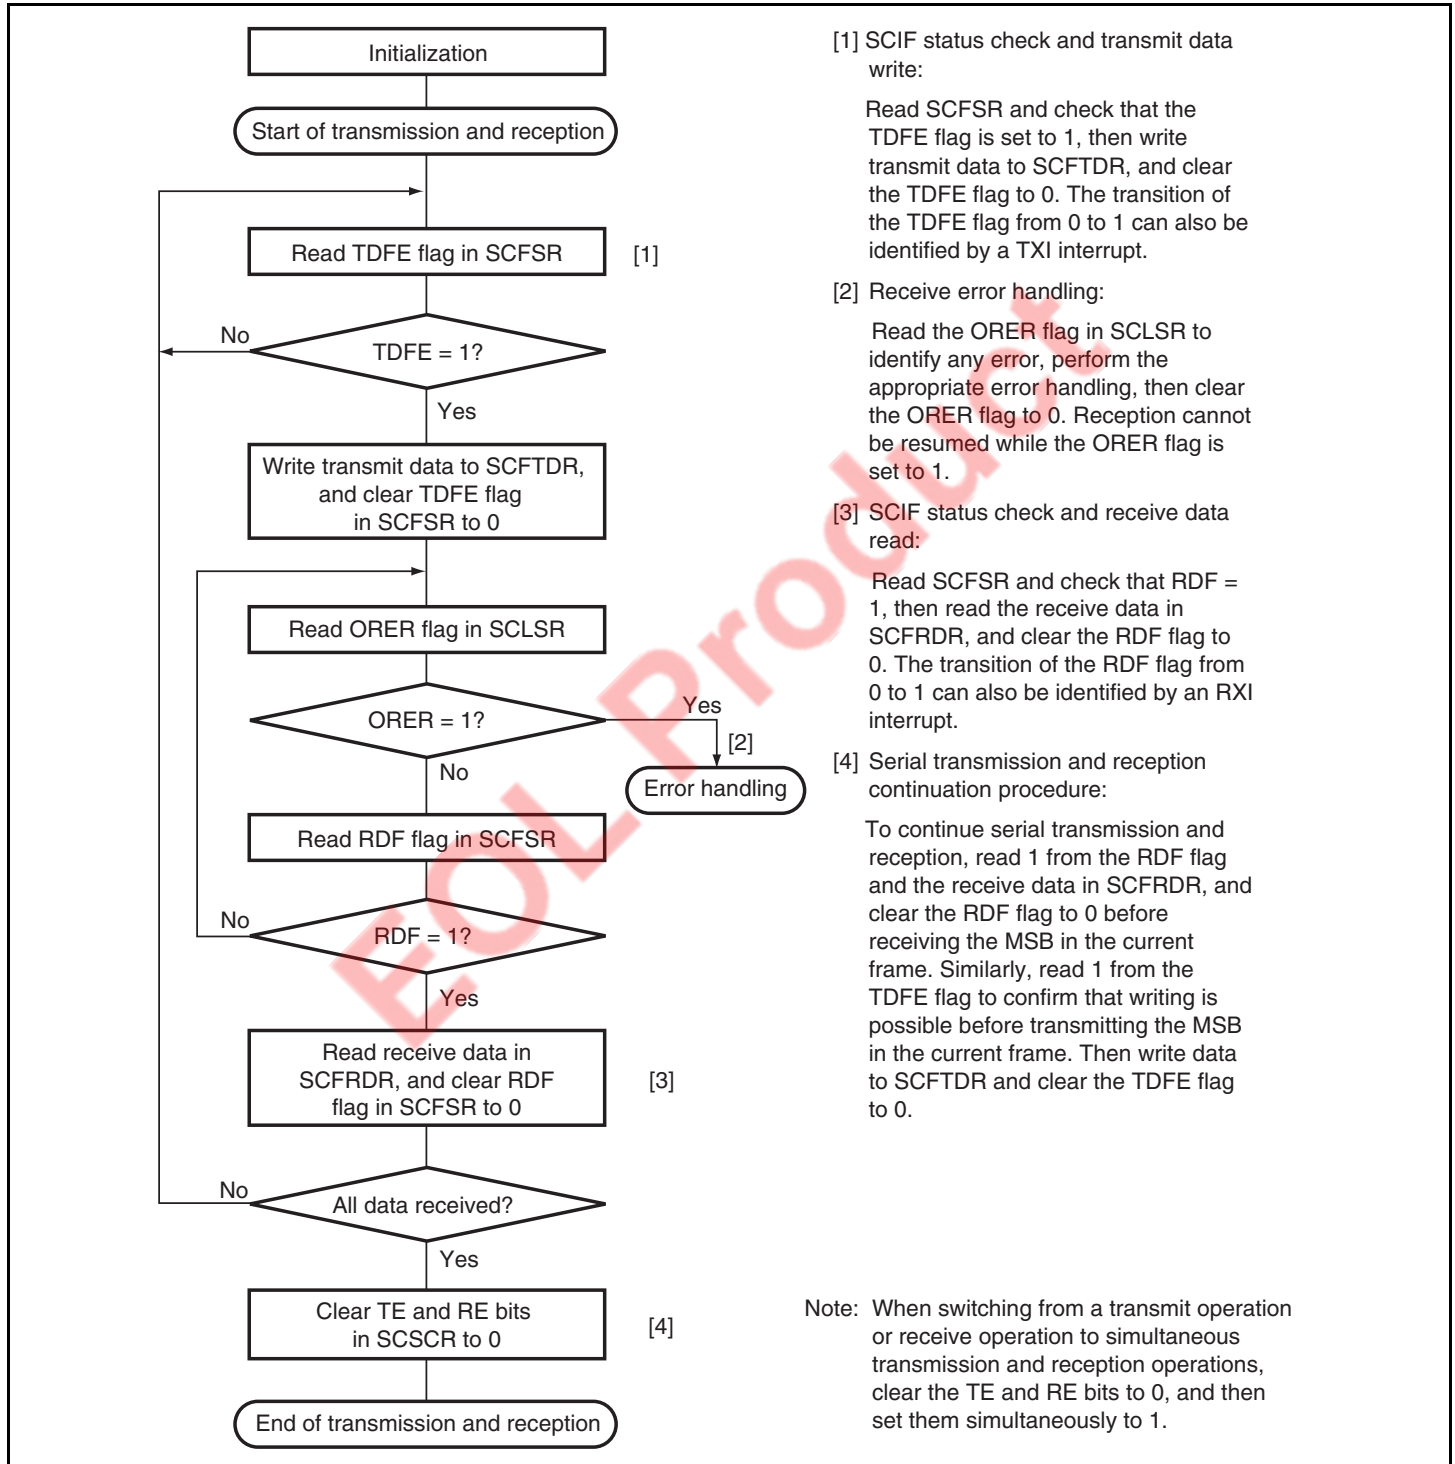 Initialization
Start of transmission and reception
Read TDFE flag in SCFSR
[1]
No
TDFE = 1?
Yes
Write transmit data to SCFTDR,
and clear TDFE flag
in SCFSR to 0
Read ORER flag in SCLSR
ORER = 1?
Yes
[2]
No
Error handling
Read RDF flag in SCFSR
No
RDF = 1?
Yes
Read receive data in
SCFRDR, and clear RDF
flag in SCFSR to 0
[3]
No
All data received?
Yes
Clear TE and RE bits
in SCSCR to 0
[4]
End of transmission and reception
[1] SCIF status check and transmit data
write:
Read SCFSR and check that the
TDFE flag is set to 1, then write
transmit data to SCFTDR, and clear
the TDFE flag to 0. The transition of
the TDFE flag from 0 to 1 can also be
identified by a TXI interrupt.
[2] Receive error handling:
Read the ORER flag in SCLSR to
identify any error, perform the
appropriate error handling, then clear
the ORER flag to 0. Reception cannot
be resumed while the ORER flag is
set to 1.
[3] SCIF status check and receive data
read:
Read SCFSR and check that RDF =
1, then read the receive data in
SCFRDR, and clear the RDF flag to
0. The transition of the RDF flag from
0 to 1 can also be identified by an RXI
interrupt.
[4] Serial transmission and reception
continuation procedure:
To continue serial transmission and
reception, read 1 from the RDF flag
and the receive data in SCFRDR, and
clear the RDF flag to 0 before
receiving the MSB in the current
frame. Similarly, read 1 from the
TDFE flag to confirm that writing is
possible before transmitting the MSB
in the current frame. Then write data
to SCFTDR and clear the TDFE flag
to 0.
Note: When switching from a transmit operation
or receive operation to simultaneous
transmission and reception operations,
clear the TE and RE bits to 0, and then
set them simultaneously to 1.
EOL Product